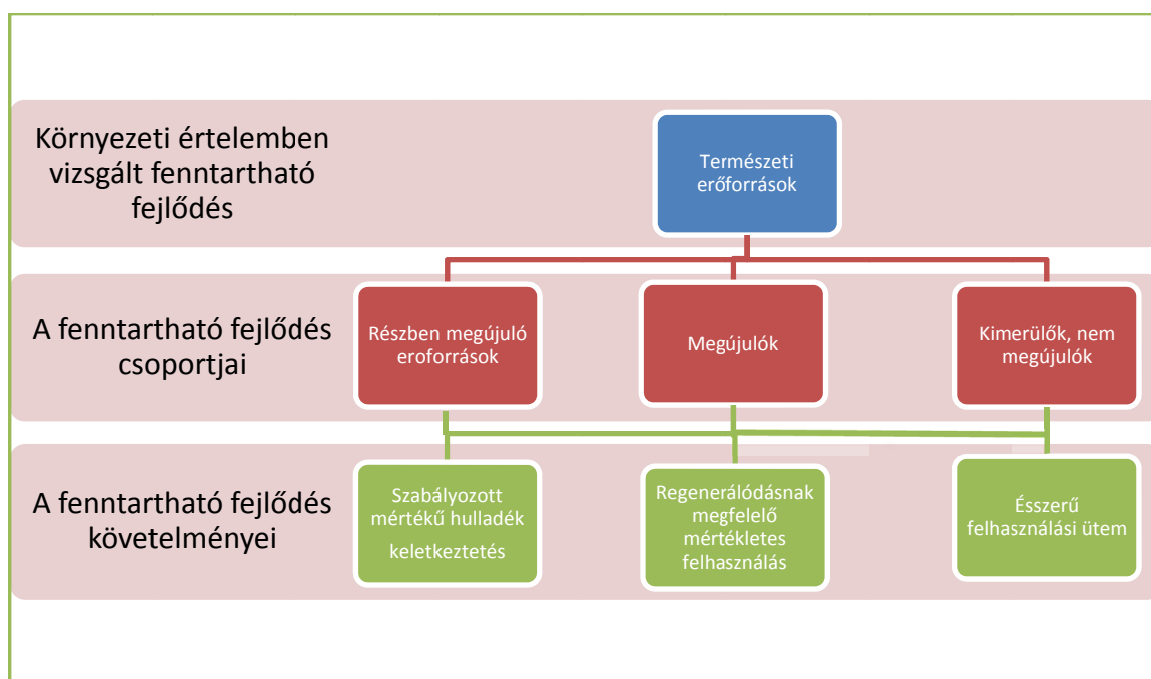 Környezeti értelemben
vizsgált fenntartható
fejlődés
Természeti
erőforrások
A fenntartható fejlődés
csoportjai
Részben megújuló
eroforrások
Megújulók
Kimerülők, nem
megújulók
A fenntartható fejlődés
követelményei
Szabályozott
mértékű hulladék
keletkeztetés
Regenerálódásnak
megfelelő
mértékletes
felhasználás
Ésszerű
felhasználási ütem